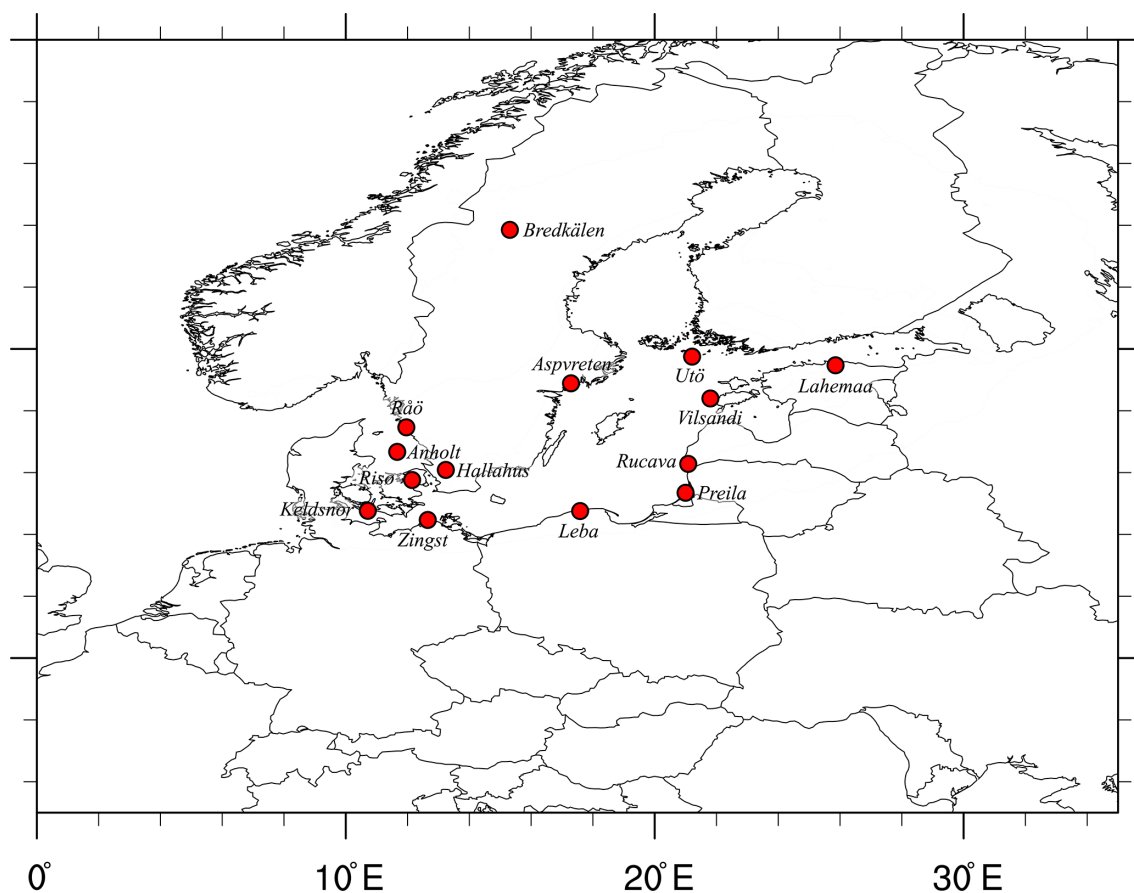 Bredkälen
Aspvreten
Utö
Lahemaa
Vilsandi
Råö
Anholt
Hallahus
Rucava
Risø
Preila
Keldsnor
Leba
Zingst
0°
10°E
20°E
30°E